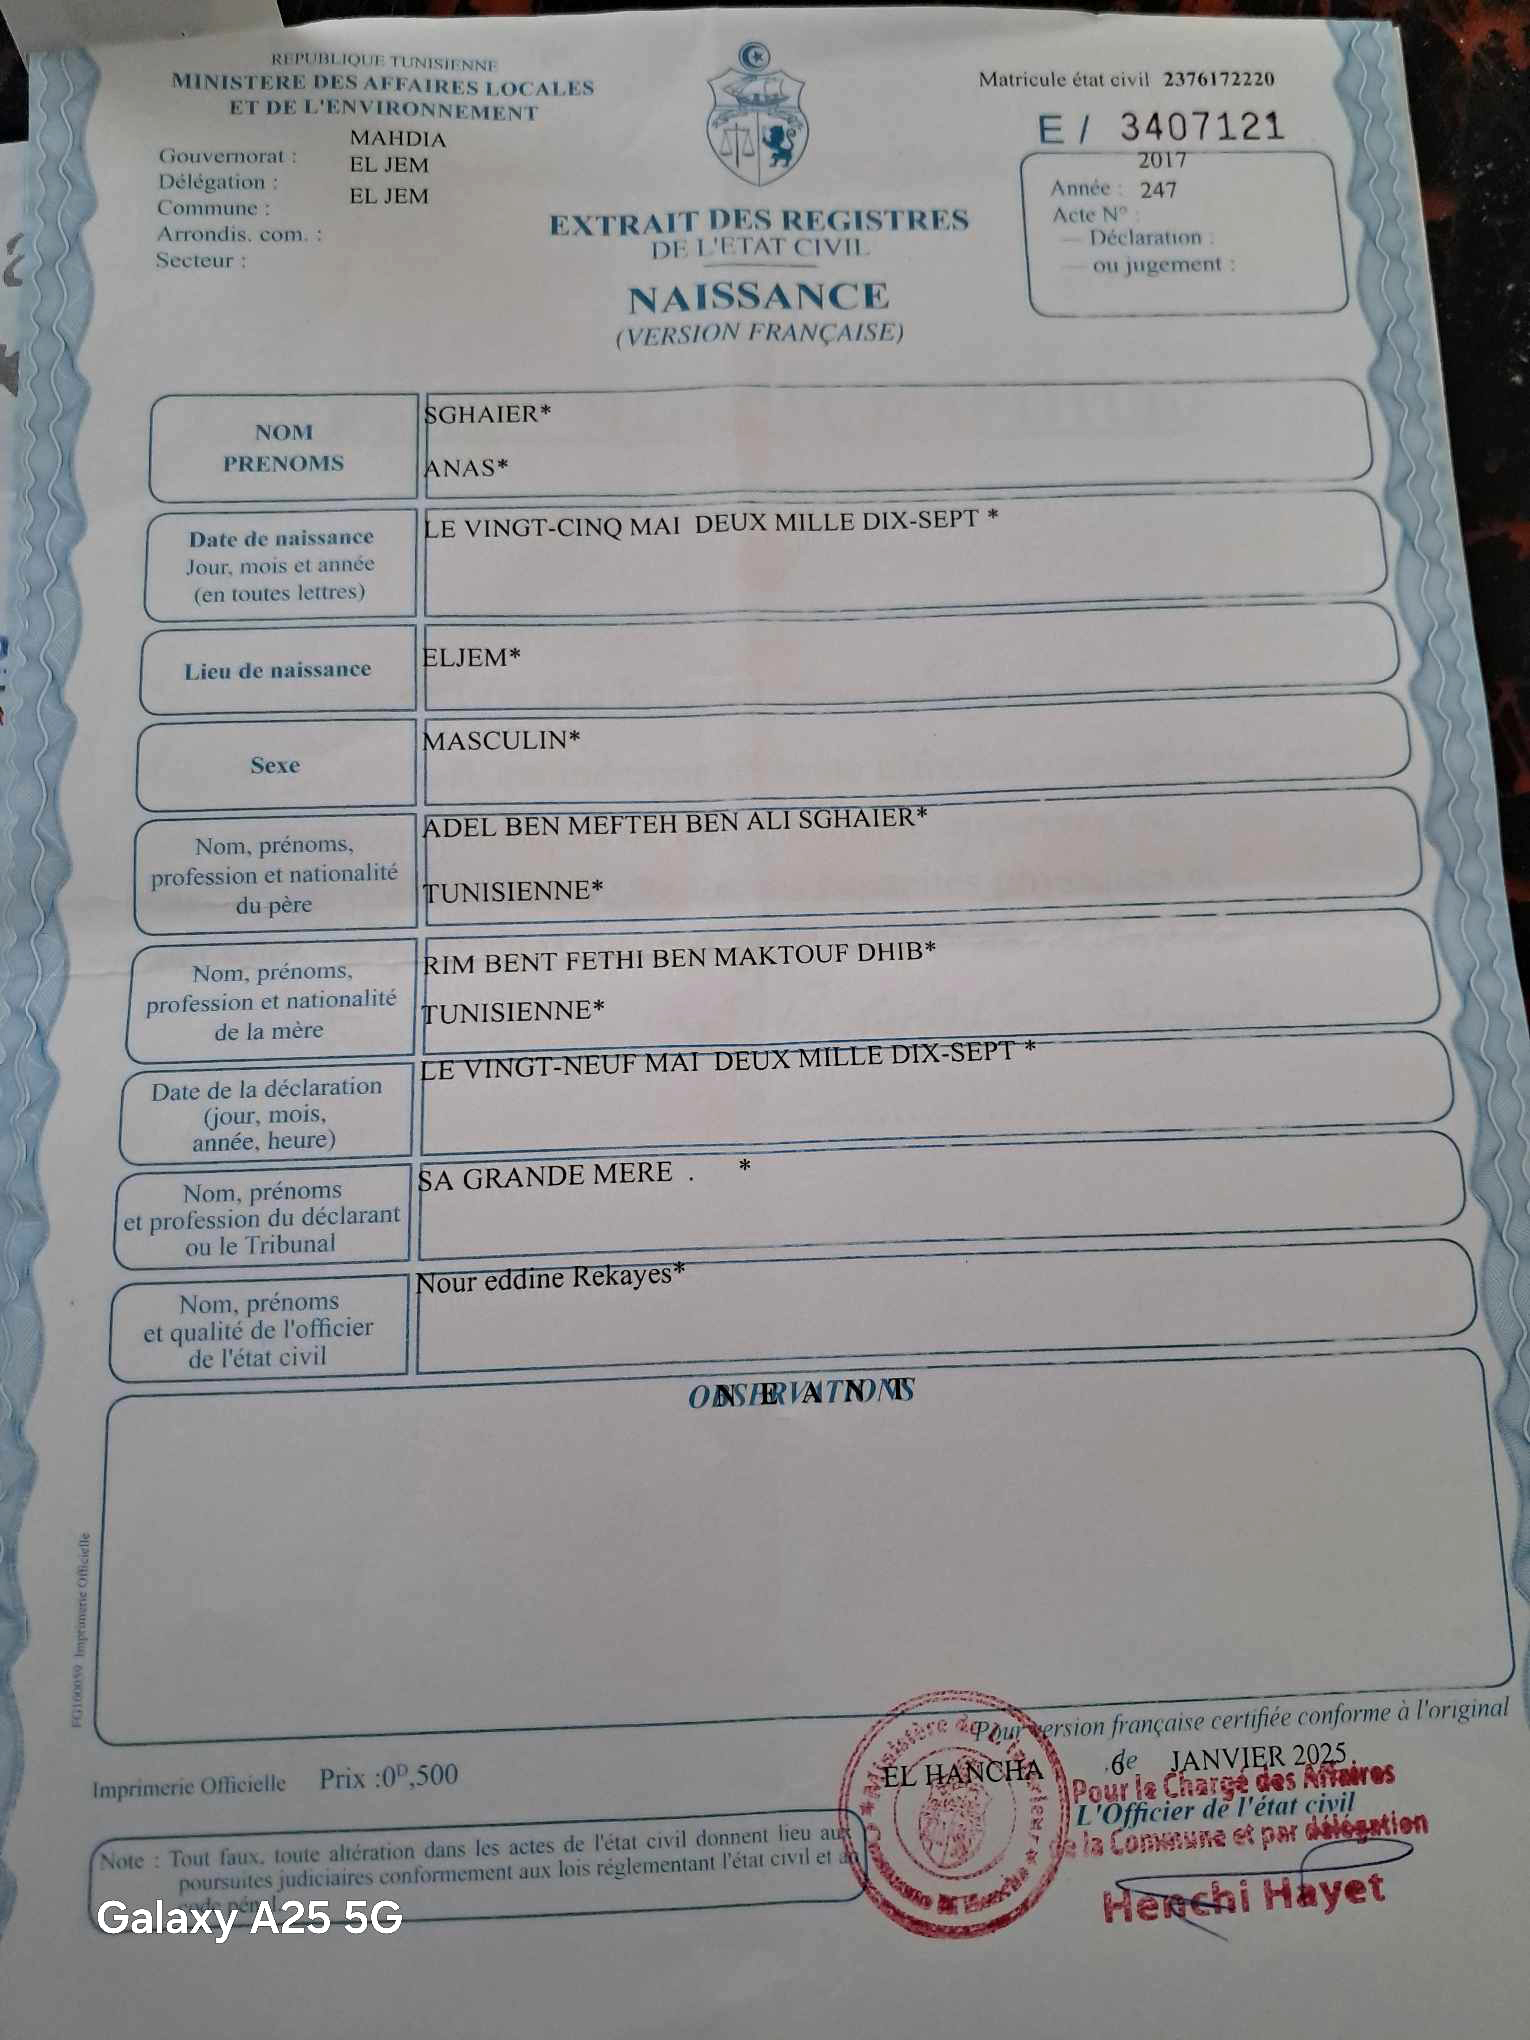 REPUBLIQUE TUNISIENNE
MINISTERE DES AFFAIRES LOCALES
ET DE L'ENVIRONNEMENT
MAHDIA
Gouvernorat :
EL JEM
Délégation :
EL JEM
Commune :
Arrondis. com. :
Secteur :
EXTRAIT DES REGISTRES
DE L'ETAT CIVIL
NAISSANCE
(VERSION FRANÇAISE)
Matricule état civil 2376172220
E / 3407121
2017
Année : 247
Acte N° :
— Déclaration :
— ou jugement :
NOM
PRENOMS
SGHAIER*
ANAS*
Date de naissance
Jour, mois et année
(en toutes lettres)
LE VINGT-CINQ MAI DEUX MILLE DIX-SEPT *
Lieu de naissance
ELJEM*
Sexe
MASCULIN*
Nom, prénoms,
profession et nationalité
du père
ADEL BEN MEFTEH BEN ALI SGHAIER*
TUNISIENNE*
Nom, prénoms,
profession et nationalité
de la mère
RIM BENT FETHI BEN MAKTOUF DHIB*
TUNISIENNE*
Date de la déclaration
(jour, mois,
année, heure)
LE VINGT-NEUF MAI DEUX MILLE DIX-SEPT *
Nom, prénoms
et profession du déclarant
ou le Tribunal
SA GRANDE MERE . *
Nom, prénoms
et qualité de l'officier
de l'état civil
Nour eddine Rekayes*
OBSERVATIONS
N E A N T
FG100059 Imprimerie Officielle
Pour version française certifiée conforme à l'original
EL HANCHA 6 de JANVIER 2025
Pour le Chargé des Affaires
L'Officier de l'état civil
de la Commune et par délégation
Henchi Hayet
Imprimerie Officielle Prix :0ᴰ,500
Note : Tout faux, toute altération dans les actes de l'état civil donnent lieu aux
poursuites judiciaires conformement aux lois réglementant l'état civil et au
code pénal
Galaxy A25 5G